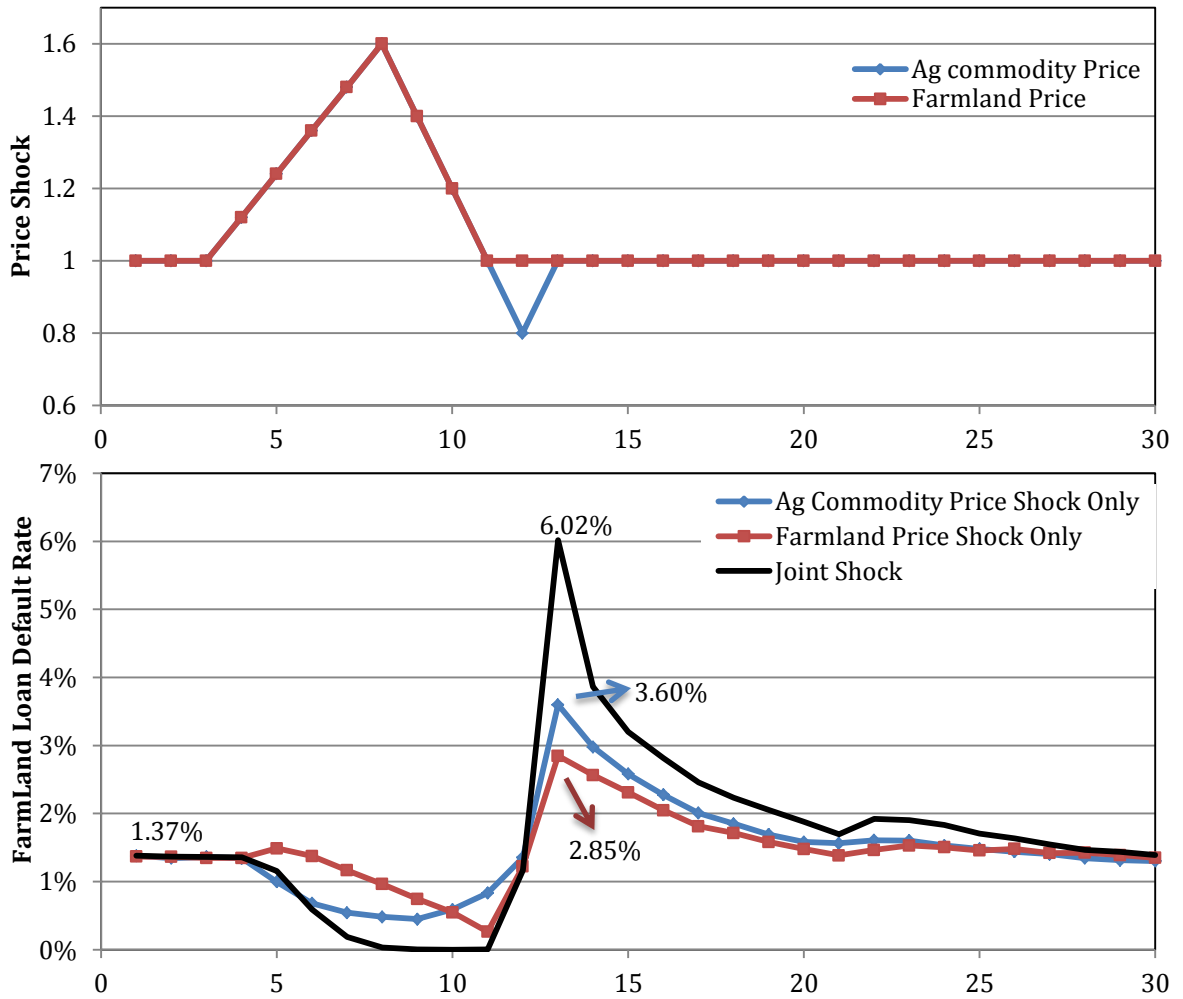 1.6
1.4
1.2
1
0.8
0.6
Price Shock
Ag commodity Price
Farmland Price
0 5 10 15 20 25 30
7%
6%
5%
4%
3%
2%
1%
0%
FarmLand Loan Default Rate
Ag Commodity Price Shock Only
Farmland Price Shock Only
Joint Shock
6.02%
3.60%
2.85%
1.37%
0 5 10 15 20 25 30